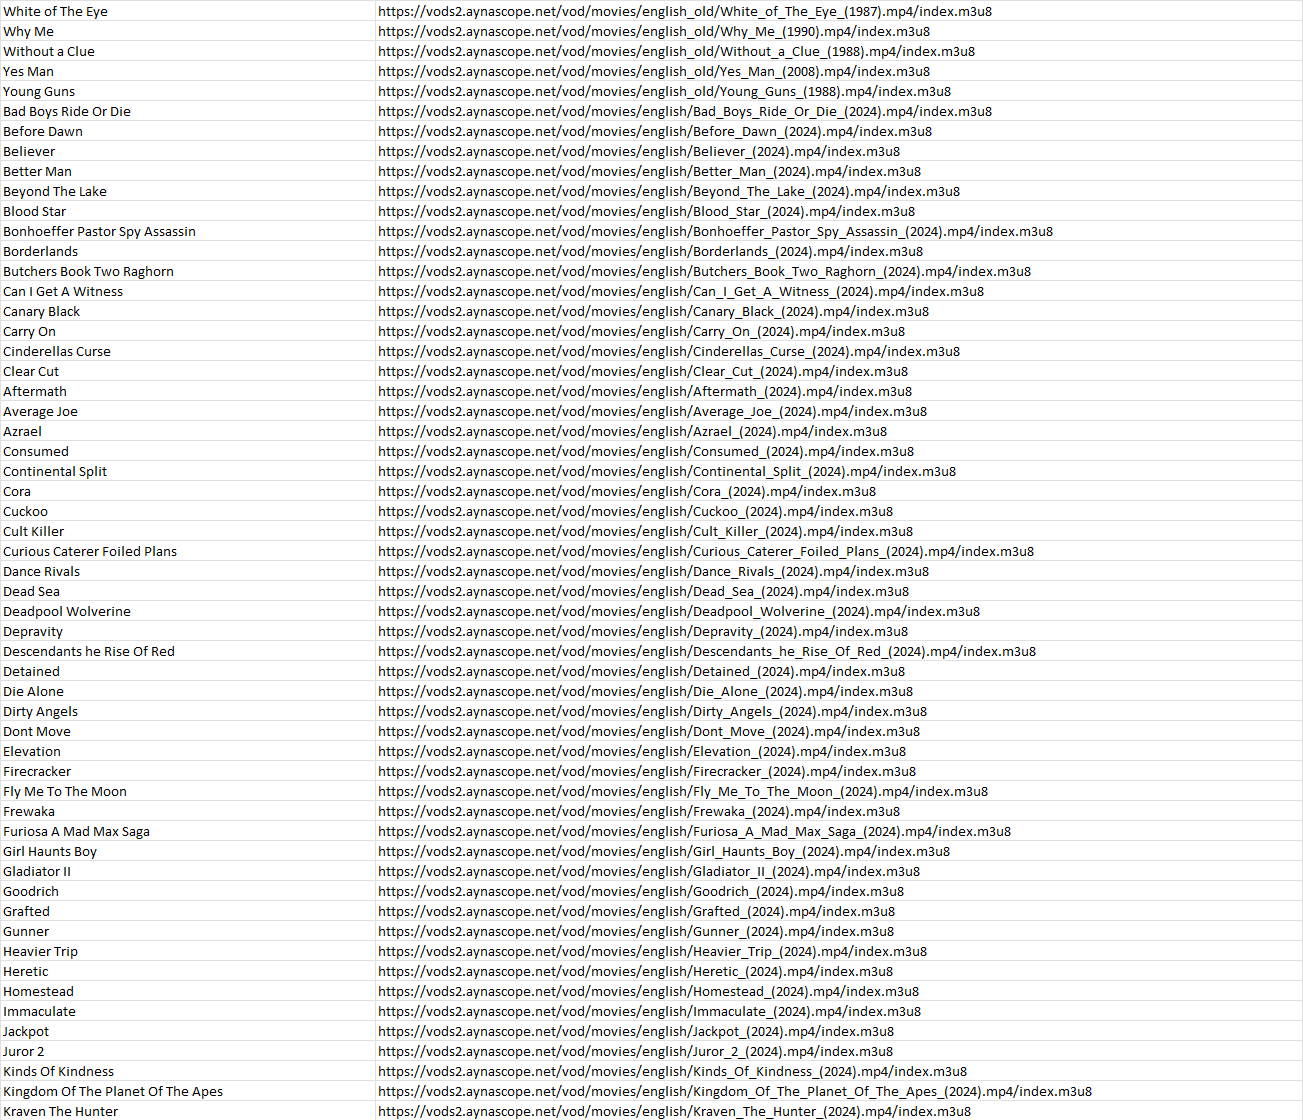 White of The Eye https://vods2.aynascope.net/vod/movies/english_old/White_of_The_Eye_(1987).mp4/index.m3u8
Why Me https://vods2.aynascope.net/vod/movies/english_old/Why_Me_(1990).mp4/index.m3u8
Without a Clue https://vods2.aynascope.net/vod/movies/english_old/Without_a_Clue_(1988).mp4/index.m3u8
Yes Man https://vods2.aynascope.net/vod/movies/english_old/Yes_Man_(2008).mp4/index.m3u8
Young Guns https://vods2.aynascope.net/vod/movies/english_old/Young_Guns_(1988).mp4/index.m3u8
Bad Boys Ride Or Die https://vods2.aynascope.net/vod/movies/english/Bad_Boys_Ride_Or_Die_(2024).mp4/index.m3u8
Before Dawn https://vods2.aynascope.net/vod/movies/english/Before_Dawn_(2024).mp4/index.m3u8
Believer https://vods2.aynascope.net/vod/movies/english/Believer_(2024).mp4/index.m3u8
Better Man https://vods2.aynascope.net/vod/movies/english/Better_Man_(2024).mp4/index.m3u8
Beyond The Lake https://vods2.aynascope.net/vod/movies/english/Beyond_The_Lake_(2024).mp4/index.m3u8
Blood Star https://vods2.aynascope.net/vod/movies/english/Blood_Star_(2024).mp4/index.m3u8
Bonhoeffer Pastor Spy Assassin https://vods2.aynascope.net/vod/movies/english/Bonhoeffer_Pastor_Spy_Assassin_(2024).mp4/index.m3u8
Borderlands https://vods2.aynascope.net/vod/movies/english/Borderlands_(2024).mp4/index.m3u8
Butchers Book Two Raghorn https://vods2.aynascope.net/vod/movies/english/Butchers_Book_Two_Raghorn_(2024).mp4/index.m3u8
Can I Get A Witness https://vods2.aynascope.net/vod/movies/english/Can_I_Get_A_Witness_(2024).mp4/index.m3u8
Canary Black https://vods2.aynascope.net/vod/movies/english/Canary_Black_(2024).mp4/index.m3u8
Carry On https://vods2.aynascope.net/vod/movies/english/Carry_On_(2024).mp4/index.m3u8
Cinderellas Curse https://vods2.aynascope.net/vod/movies/english/Cinderellas_Curse_(2024).mp4/index.m3u8
Clear Cut https://vods2.aynascope.net/vod/movies/english/Clear_Cut_(2024).mp4/index.m3u8
Aftermath https://vods2.aynascope.net/vod/movies/english/Aftermath_(2024).mp4/index.m3u8
Average Joe https://vods2.aynascope.net/vod/movies/english/Average_Joe_(2024).mp4/index.m3u8
Azrael https://vods2.aynascope.net/vod/movies/english/Azrael_(2024).mp4/index.m3u8
Consumed https://vods2.aynascope.net/vod/movies/english/Consumed_(2024).mp4/index.m3u8
Continental Split https://vods2.aynascope.net/vod/movies/english/Continental_Split_(2024).mp4/index.m3u8
Cora https://vods2.aynascope.net/vod/movies/english/Cora_(2024).mp4/index.m3u8
Cuckoo https://vods2.aynascope.net/vod/movies/english/Cuckoo_(2024).mp4/index.m3u8
Cult Killer https://vods2.aynascope.net/vod/movies/english/Cult_Killer_(2024).mp4/index.m3u8
Curious Caterer Foiled Plans https://vods2.aynascope.net/vod/movies/english/Curious_Caterer_Foiled_Plans_(2024).mp4/index.m3u8
Dance Rivals https://vods2.aynascope.net/vod/movies/english/Dance_Rivals_(2024).mp4/index.m3u8
Dead Sea https://vods2.aynascope.net/vod/movies/english/Dead_Sea_(2024).mp4/index.m3u8
Deadpool Wolverine https://vods2.aynascope.net/vod/movies/english/Deadpool_Wolverine_(2024).mp4/index.m3u8
Depravity https://vods2.aynascope.net/vod/movies/english/Depravity_(2024).mp4/index.m3u8
Descendants he Rise Of Red https://vods2.aynascope.net/vod/movies/english/Descendants_he_Rise_Of_Red_(2024).mp4/index.m3u8
Detained https://vods2.aynascope.net/vod/movies/english/Detained_(2024).mp4/index.m3u8
Die Alone https://vods2.aynascope.net/vod/movies/english/Die_Alone_(2024).mp4/index.m3u8
Dirty Angels https://vods2.aynascope.net/vod/movies/english/Dirty_Angels_(2024).mp4/index.m3u8
Dont Move https://vods2.aynascope.net/vod/movies/english/Dont_Move_(2024).mp4/index.m3u8
Elevation https://vods2.aynascope.net/vod/movies/english/Elevation_(2024).mp4/index.m3u8
Firecracker https://vods2.aynascope.net/vod/movies/english/Firecracker_(2024).mp4/index.m3u8
Fly Me To The Moon https://vods2.aynascope.net/vod/movies/english/Fly_Me_To_The_Moon_(2024).mp4/index.m3u8
Frewaka https://vods2.aynascope.net/vod/movies/english/Frewaka_(2024).mp4/index.m3u8
Furiosa A Mad Max Saga https://vods2.aynascope.net/vod/movies/english/Furiosa_A_Mad_Max_Saga_(2024).mp4/index.m3u8
Girl Haunts Boy https://vods2.aynascope.net/vod/movies/english/Girl_Haunts_Boy_(2024).mp4/index.m3u8
Gladiator II https://vods2.aynascope.net/vod/movies/english/Gladiator_II_(2024).mp4/index.m3u8
Goodrich https://vods2.aynascope.net/vod/movies/english/Goodrich_(2024).mp4/index.m3u8
Grafted https://vods2.aynascope.net/vod/movies/english/Grafted_(2024).mp4/index.m3u8
Gunner https://vods2.aynascope.net/vod/movies/english/Gunner_(2024).mp4/index.m3u8
Heavier Trip https://vods2.aynascope.net/vod/movies/english/Heavier_Trip_(2024).mp4/index.m3u8
Heretic https://vods2.aynascope.net/vod/movies/english/Heretic_(2024).mp4/index.m3u8
Homestead https://vods2.aynascope.net/vod/movies/english/Homestead_(2024).mp4/index.m3u8
Immaculate https://vods2.aynascope.net/vod/movies/english/Immaculate_(2024).mp4/index.m3u8
Jackpot https://vods2.aynascope.net/vod/movies/english/Jackpot_(2024).mp4/index.m3u8
Juror 2 https://vods2.aynascope.net/vod/movies/english/Juror_2_(2024).mp4/index.m3u8
Kinds Of Kindness https://vods2.aynascope.net/vod/movies/english/Kinds_Of_Kindness_(2024).mp4/index.m3u8
Kingdom Of The Planet Of The Apes https://vods2.aynascope.net/vod/movies/english/Kingdom_Of_The_Planet_Of_The_Apes_(2024).mp4/index.m3u8
Kraven The Hunter https://vods2.aynascope.net/vod/movies/english/Kraven_The_Hunter_(2024).mp4/index.m3u8